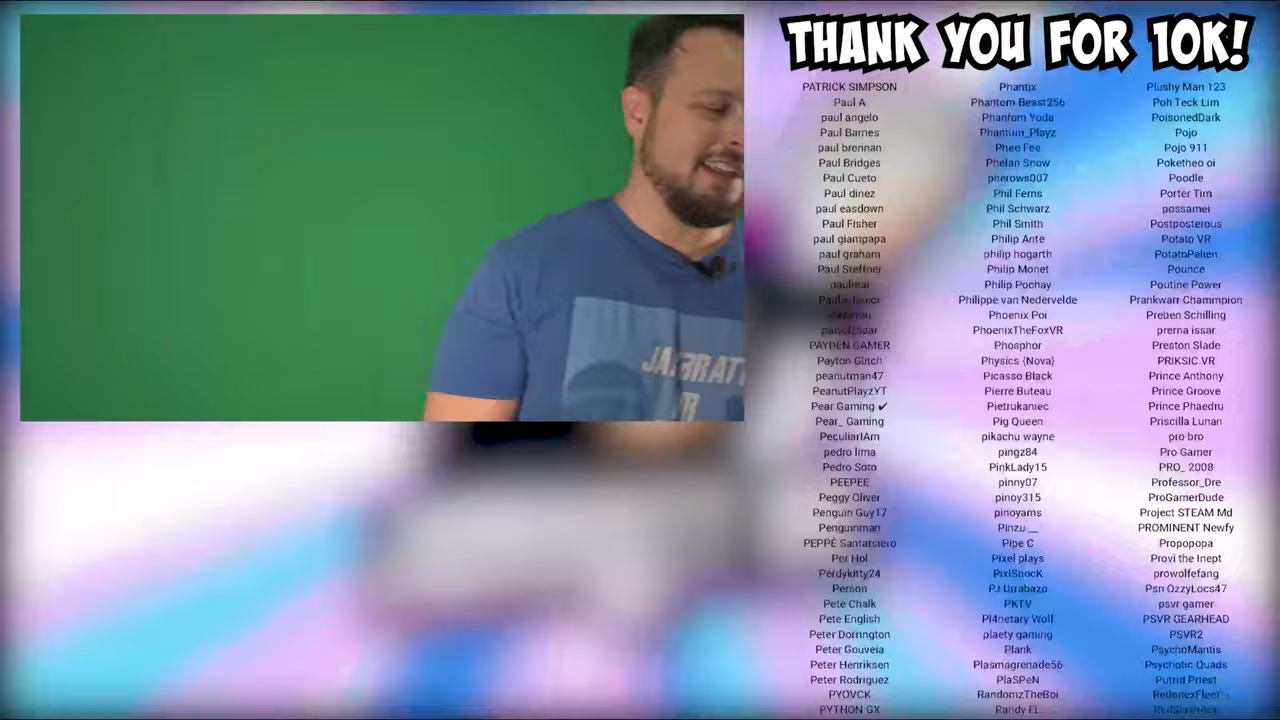 THANK YOU FOR 10K!
PATRICK SIMPSON
Paul A
paul angelo
Paul Barnes
paul brennan
Paul Bridges
Paul Cueto
Paul dinez
paul easdown
Paul Fisher
paul giampapa
paul graham
Paul Steffner
PAYDEN GAMER
Payton Glitch
peanutman47
PeanutPlayzYT
Pear Gaming ✔
Pear_ Gaming
PeculiarIAm
pedro lima
Pedro Soto
PEEPEE
Peggy Oliver
Penguin Guy17
Penguinman
PEPPÈ Santarsiero
Per Hol
Perdykitty24
Person
Pete Chalk
Pete English
Peter Dorrington
Peter Gouveia
Peter Henriksen
Peter Rodriguez
PYOVCK
PYTHON GX
Phantix
Phantom Beast256
Phantom Yoda
Phantum_Playz
Phee Fee
Phelan Snow
pherows007
Phil Ferns
Phil Schwarz
Phil Smith
Philip Ante
philip hogarth
Philip Monet
Philip Pochay
Philippe van Nedervelde
Phoenix Poi
PhoenixTheFoxVR
Phosphor
Physics (Nova)
Picasso Black
Pierre Buteau
Pietrukaniec
Pig Queen
pikachu wayne
pingz84
PinkLady15
pinny07
pinoy315
pinoyams
Pinzu__
Pipe C
Pixel plays
PixlSnocK
PJ Urrabazo
PKTV
Pl4netary Wolf
plaety gaming
Plank
Plasmagrenade56
PlaSPeN
RandomzTheBoi
Randy EL
Plushy Man 123
Poh Teck Lim
PoisonedDark
Pojo
Pojo 911
Poketheo oi
Poodle
Porter Tim
possamei
Postposterous
Potato VR
PotatoPelien
Pounce
Poutine Power
Prankwarr Chammpion
Preben Schilling
prerna issar
Preston Slade
PRIKSIC.VR
Prince Anthony
Prince Groove
Prince Phaedru
Priscilla Lunan
pro bro
Pro Gamer
PRO_ 2008
Professor_Dre
ProGamerDude
Project STEAM Md
PROMINENT Newfy
Propopopa
Provi the Inept
prowolfefang
Psn OzzyLocs47
psvr gamer
PSVR GEARHEAD
PSVR2
PsychoMantis
Psychotic Quads
Putrid Priest